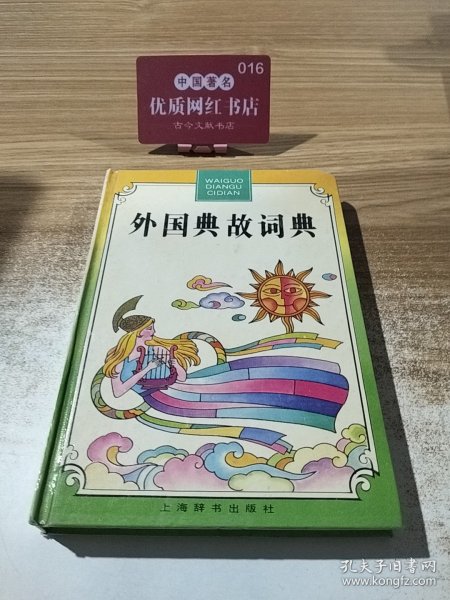 016
中国著名
优质网红书店
古今文献书店
WAIGUO
DIANGU
CIDIAN
外国典故词典
上海辞书出版社
孔夫子旧书网
www.kongfz.com